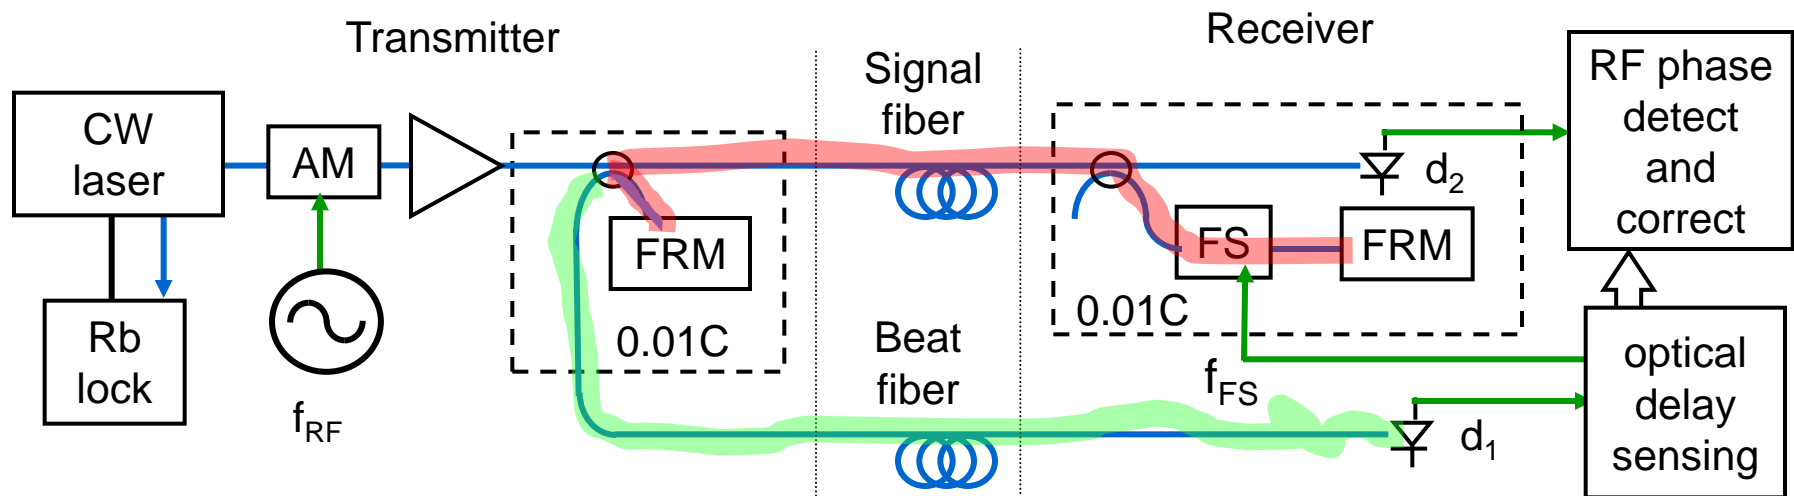 Transmitter
Signal
fiber
Receiver
RF phase
detect
and
correct
CW
laser
AM
d2
FRM
FS
FRM
0.01C
0.01C
Rb
lock
fRF
Beat
fiber
fFS
d1
optical
delay
sensing